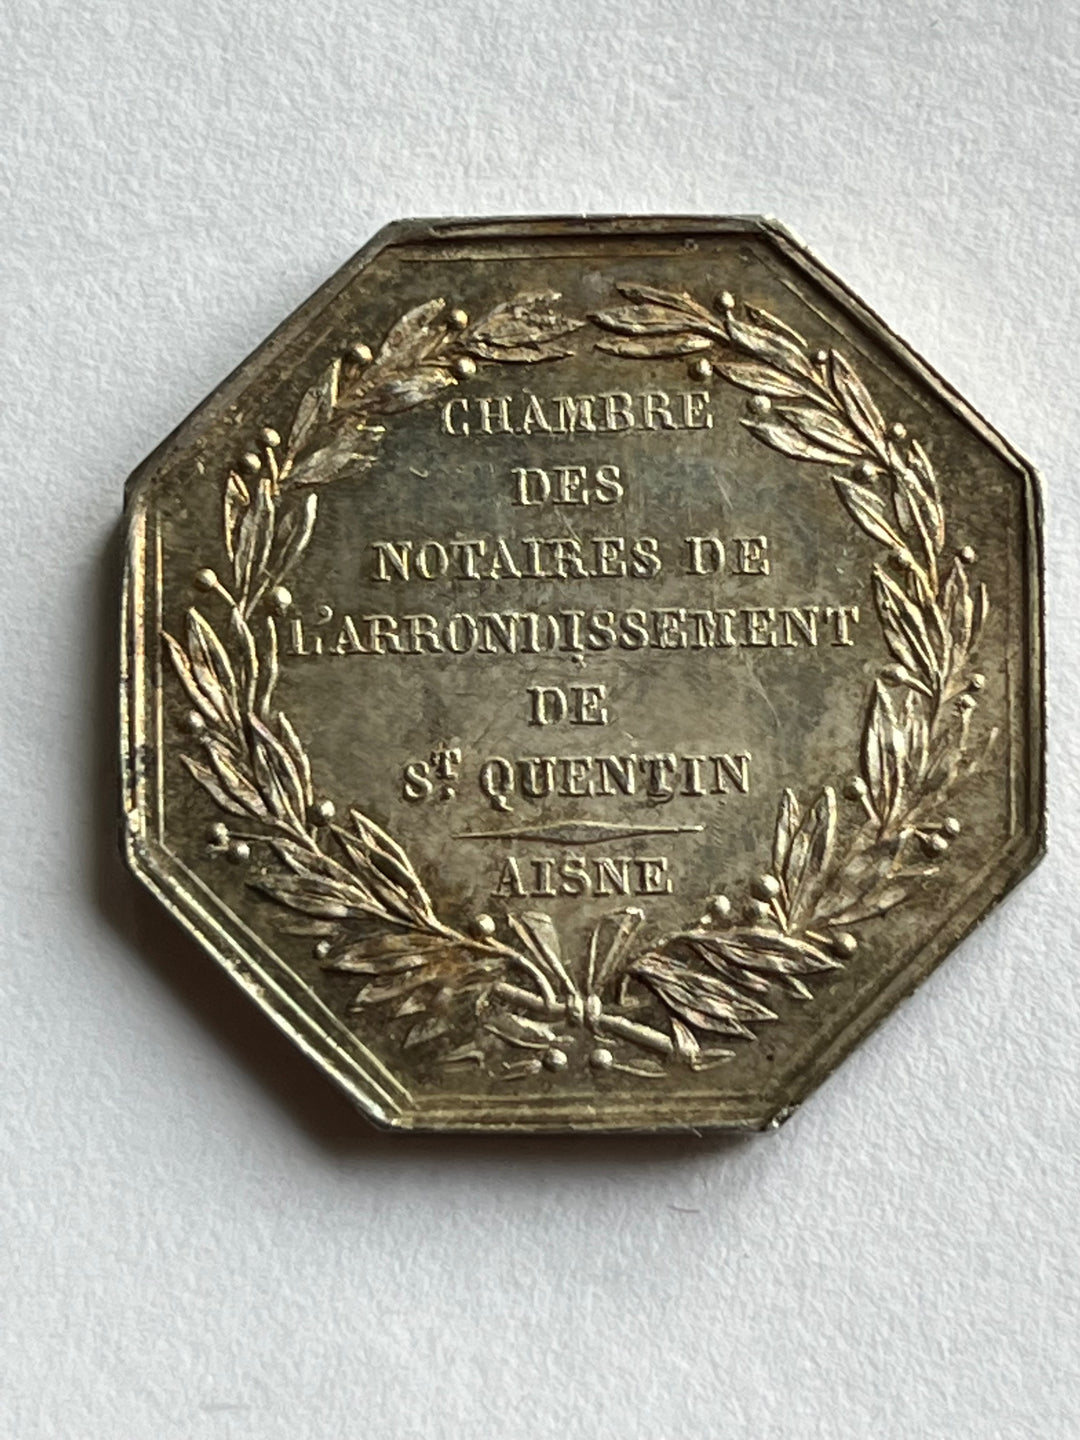 CHAMBRE
DES
NOTAIRES DE
L'ARRONDISSEMENT
DE
ST. QUENTIN
AISNE